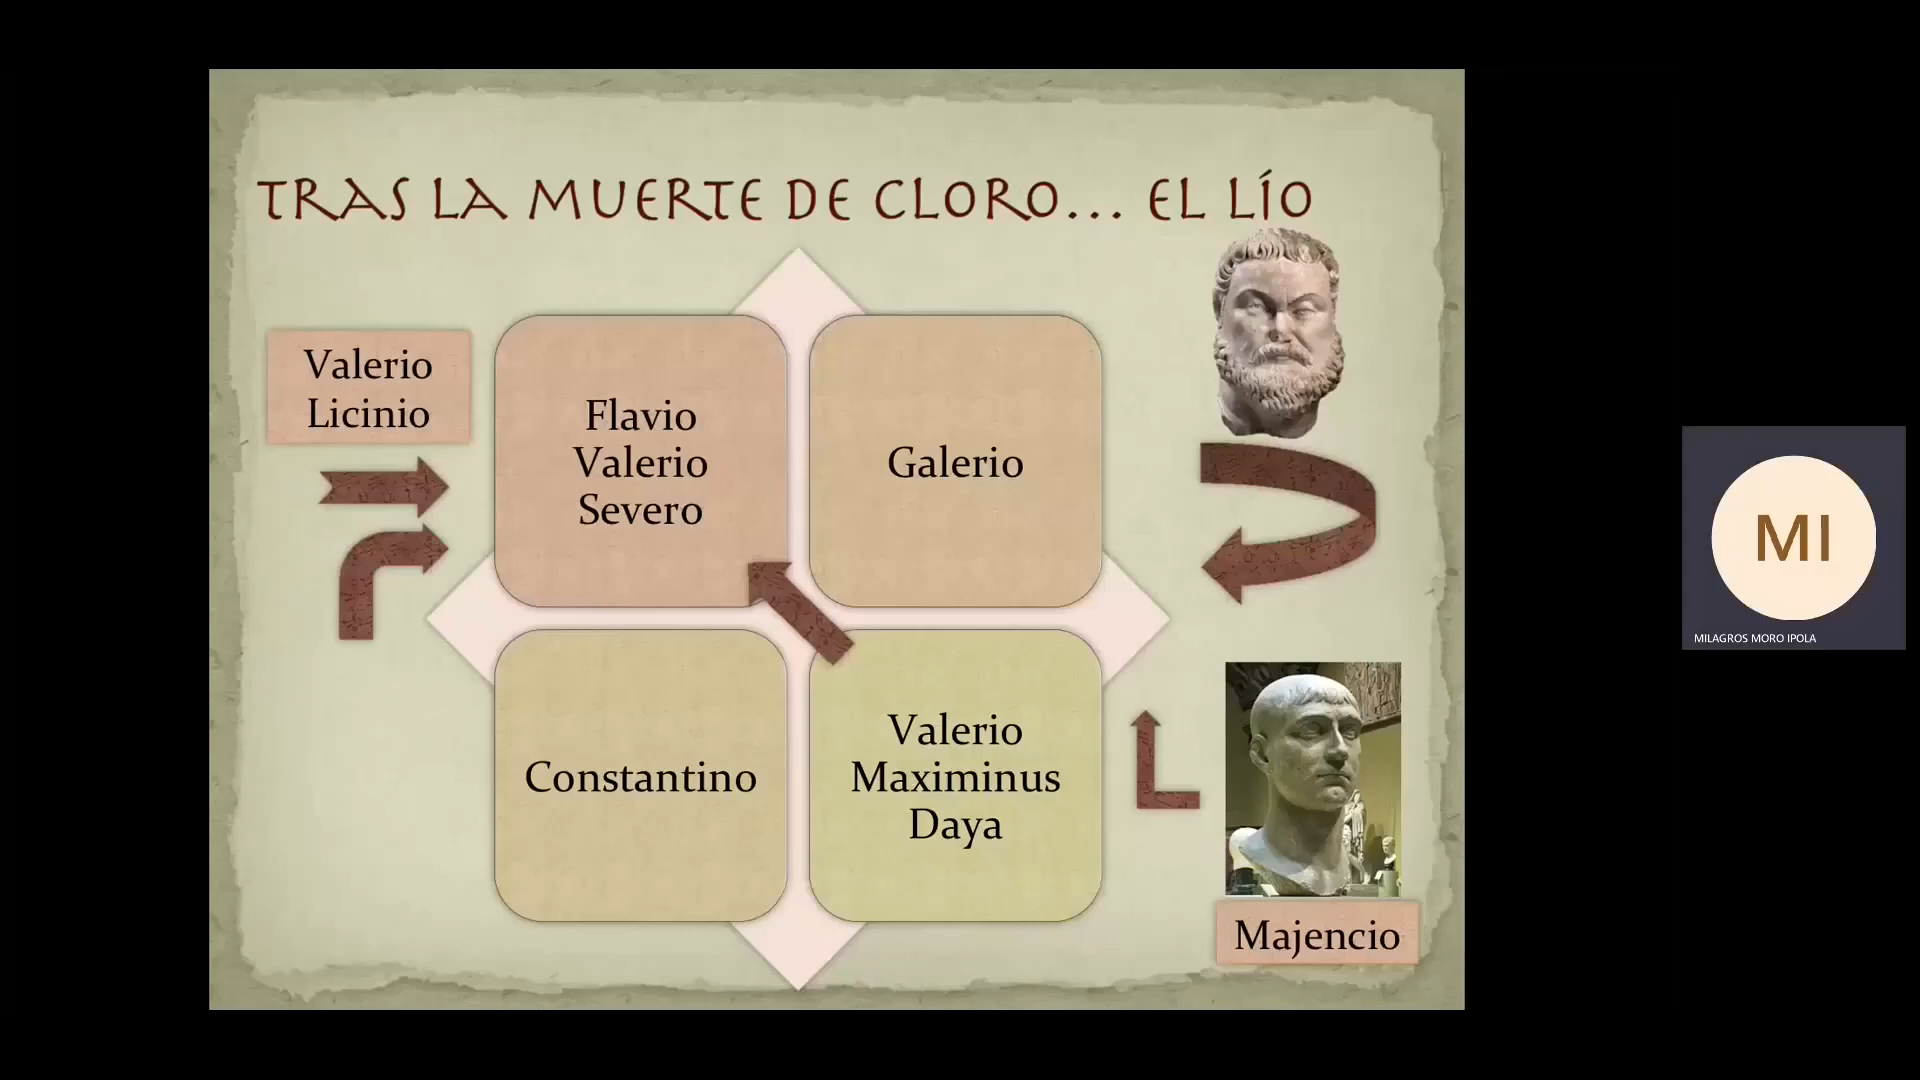 TRAS LA MUERTE DE CLORO... EL LÍO
Valerio
Licinio
Flavio
Valerio
Severo
Galerio
Constantino
Valerio
Maximinus
Daya
Majencio
MI
MILAGROS MORO IPOLA